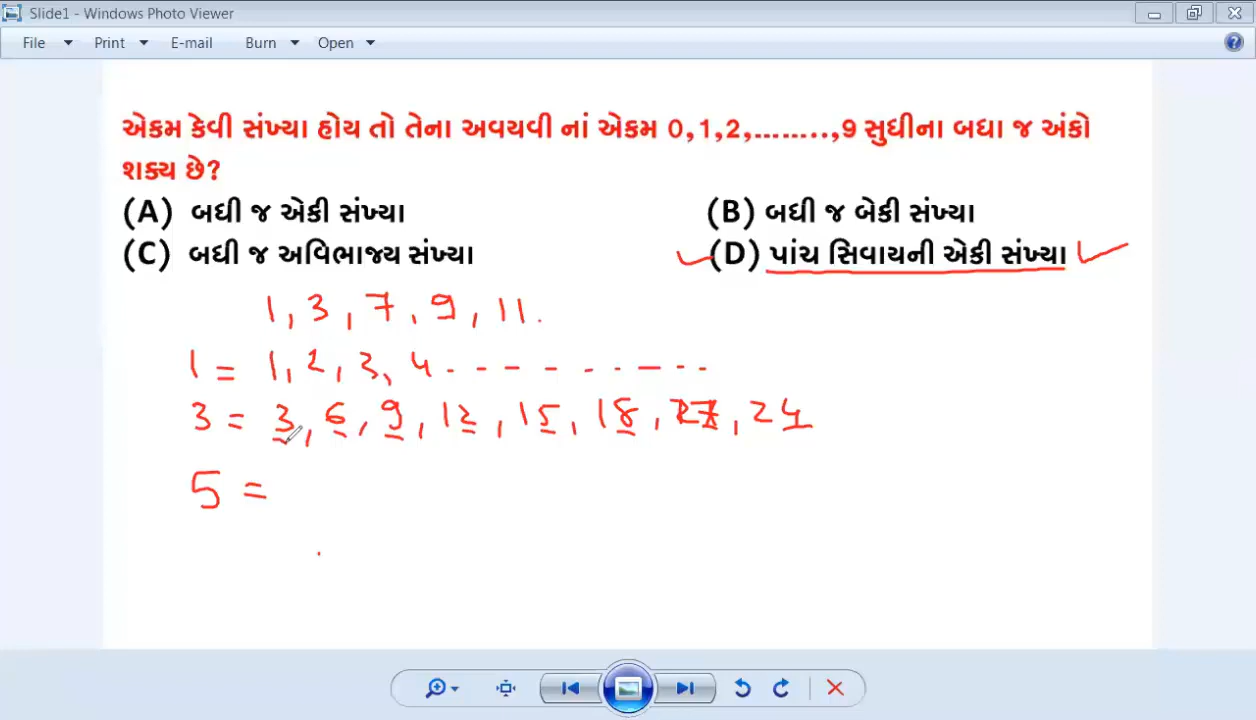 Slide1 - Windows Photo Viewer
File Print E-mail Burn Open
એકમ કેવી સંખ્યા હોય તો તેના અવયવી નાં એકમ 0,1,2,........,9 સુધીના બધા જ અંકો
શક્ય છે?
(A) બધી જ એકી સંખ્યા
(B) બધી જ બેકી સંખ્યા
(C) બધી જ અવિભાજ્ય સંખ્યા
(D) પાંચ સિવાયની એકી સંખ્યા
1, 3, 7, 9, 11.
1 = 1, 2, 3, 4 - - - - - - - -
3 = 3, 6, 9, 12, 15, 18, 27, 24
5 =